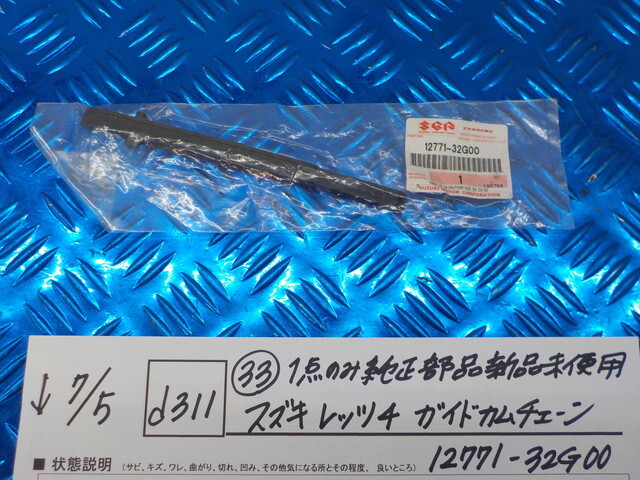 SGP
12771-32G00
1
SUZUKI MOTOR CORPORATION
↓ 7/5 d311 ㉝ 1点のみ純正部品新品未使用
スズキ レッツ4 ガイドカムチェーン
12771-32G00
■ 状態説明 (サビ、キズ、ワレ、曲がり、切れ、凹み、その他気になる所とその程度、 良いところ)